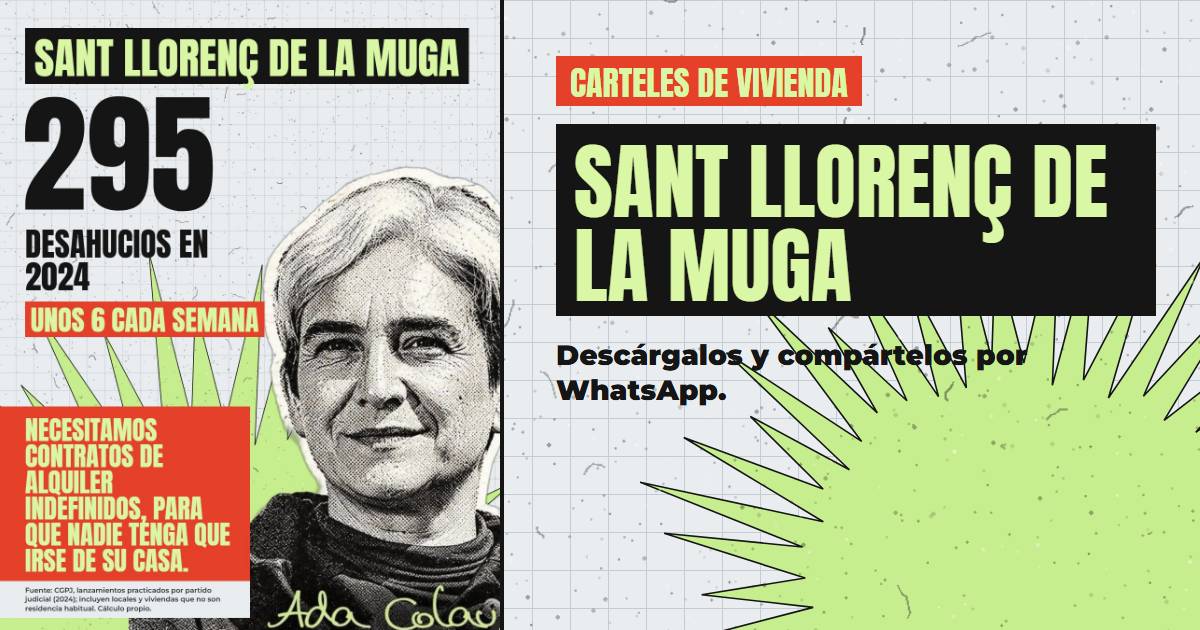 SANT LLORENÇ DE LA MUGA
295
DESAHUCIOS EN
2024
UNOS 6 CADA SEMANA
NECESITAMOS
CONTRATOS DE
ALQUILER
INDEFINIDOS, PARA
QUE NADIE TENGA QUE
IRSE DE SU CASA.
Fuente: CGPJ, lanzamientos practicados por partido
judicial (2024); incluyen locales y viviendas que no son
residencia habitual. Cálculo propio.
Ada Colau
CARTELES DE VIVIENDA
SANT LLORENÇ DE
LA MUGA
Descárgalos y compártelos por
WhatsApp.